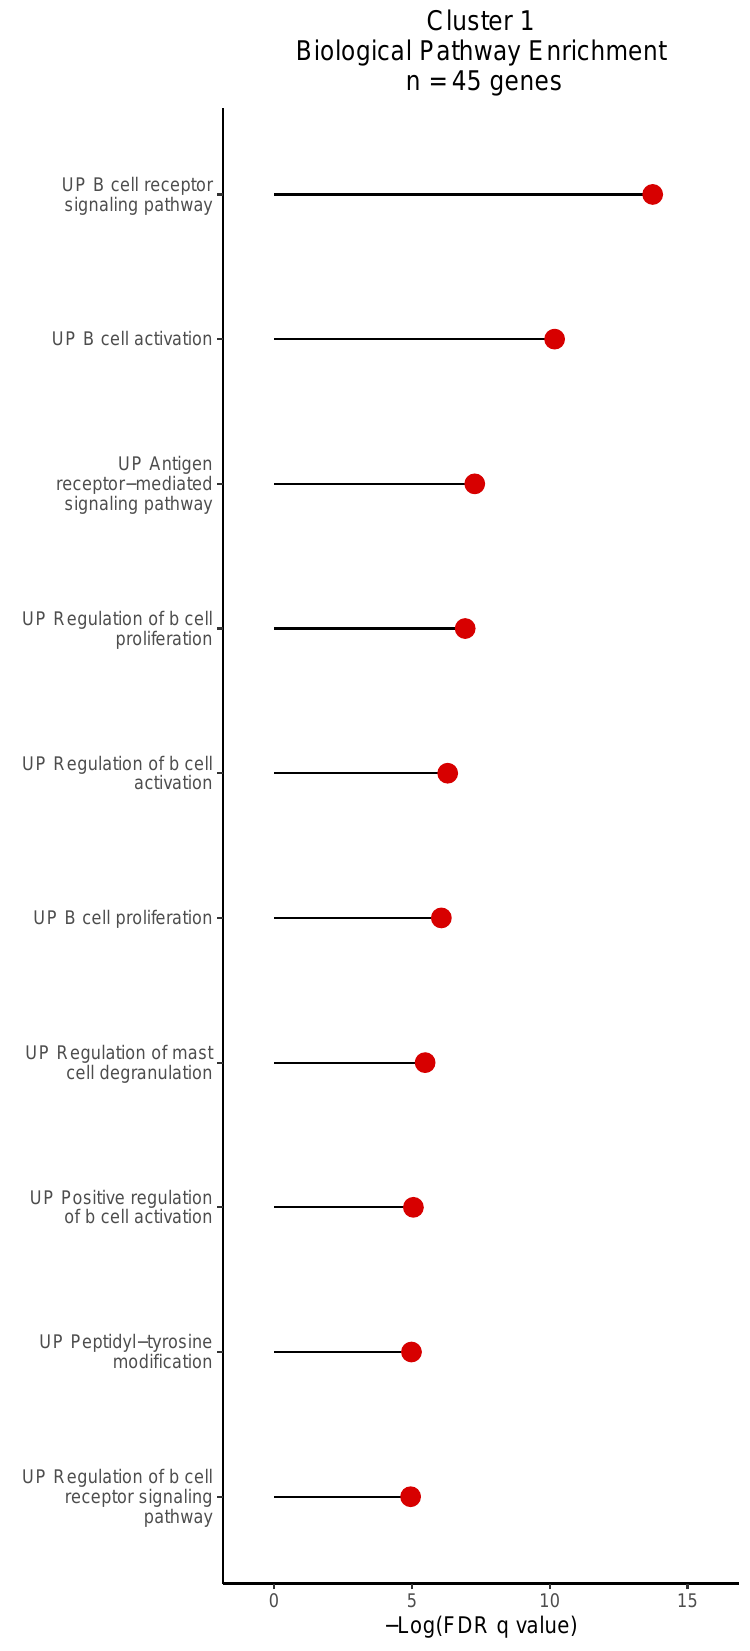 Cluster 1
Biological Pathway Enrichment
n = 45 genes
UP B cell receptor
signaling pathway
UP B cell activation
UP Antigen
receptor−mediated
signaling pathway
UP Regulation of b cell
proliferation
UP Regulation of b cell
activation
UP B cell proliferation
UP Regulation of mast
cell degranulation
UP Positive regulation
of b cell activation
UP Peptidyl−tyrosine
modification
UP Regulation of b cell
receptor signaling
pathway
0 5 10 15
−Log(FDR q value)